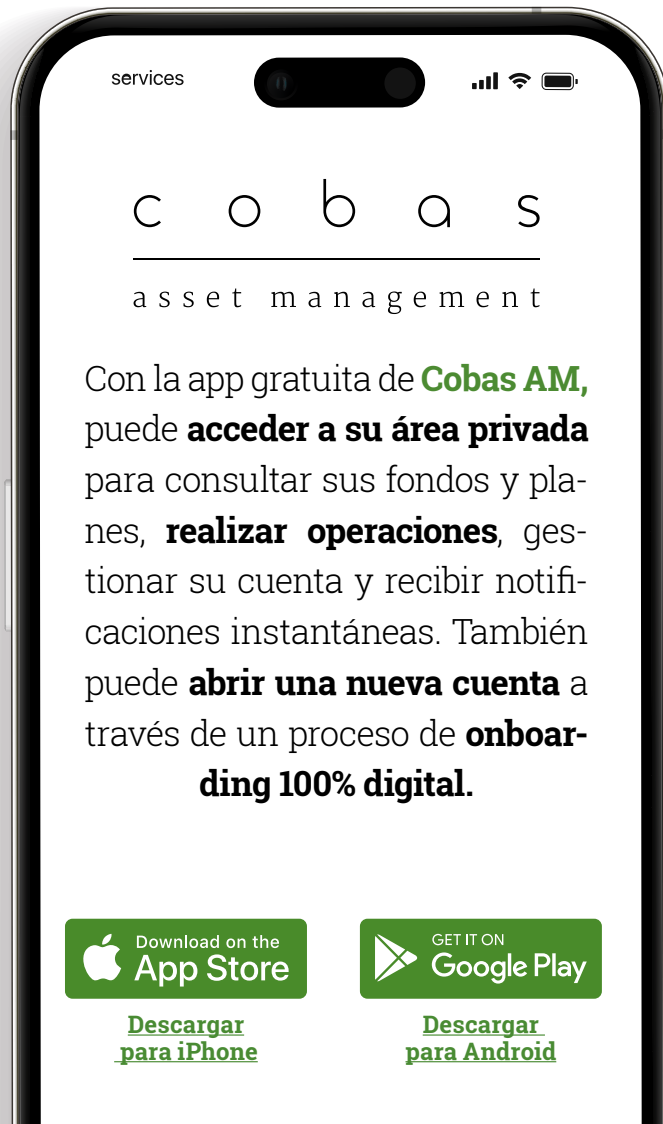 services
cobas
asset management
Con la app gratuita de Cobas AM,
puede acceder a su área privada
para consultar sus fondos y pla-
nes, realizar operaciones, ges-
tionar su cuenta y recibir notifi-
caciones instantáneas. También
puede abrir una nueva cuenta a
través de un proceso de onboar-
ding 100% digital.
Download on the
App Store
GET IT ON
Google Play
Descargar
para iPhone
Descargar
para Android